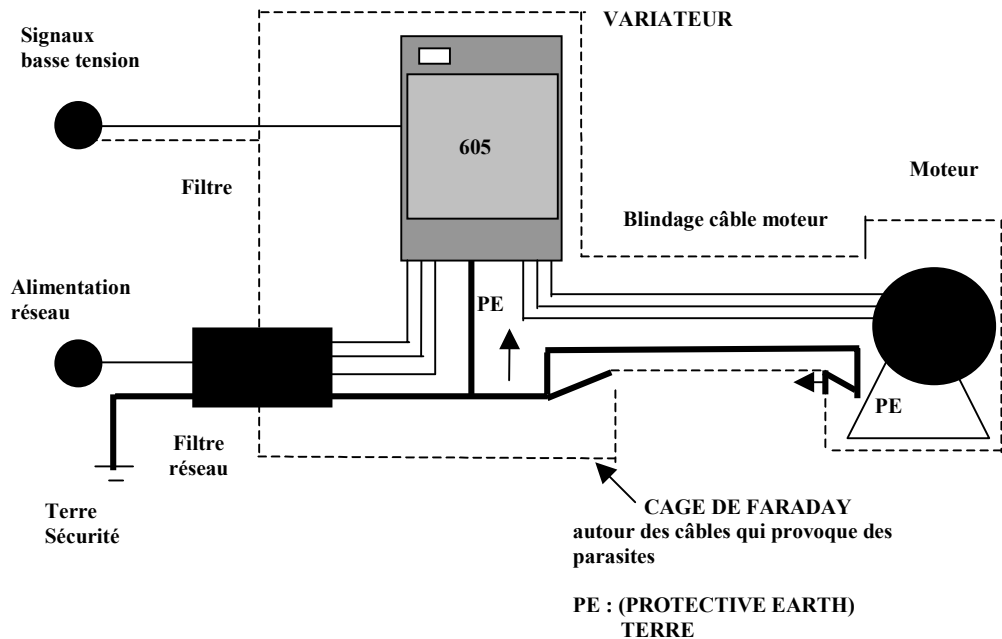 VARIATEUR
Signaux
basse tension
605
Filtre
Moteur
Blindage câble moteur
Alimentation
réseau
PE
PE
Filtre
réseau
Terre
Sécurité
CAGE DE FARADAY
autour des câbles qui provoque des
parasites
PE : (PROTECTIVE EARTH)
TERRE